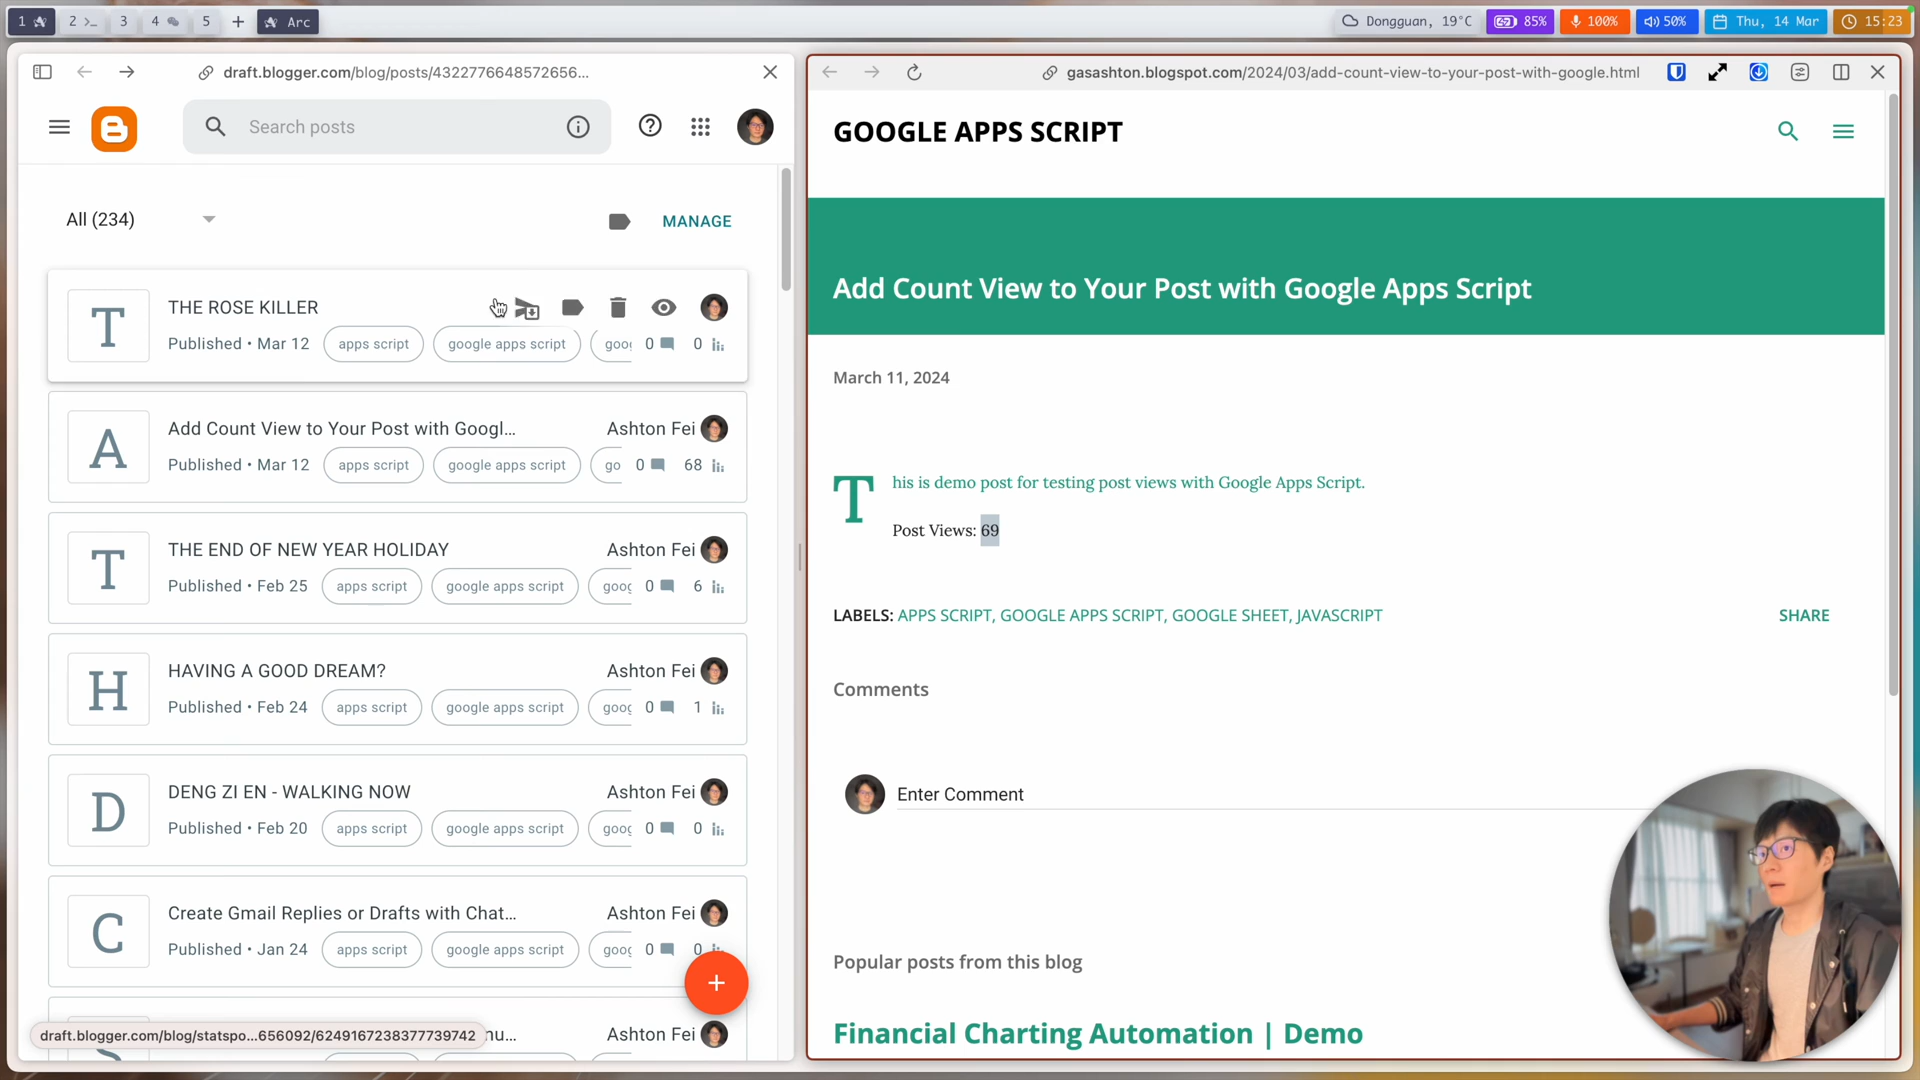 1 2 3 4 5 + Arc
Dongguan, 19°C 85% 100% 50% Thu, 14 Mar 15:23
draft.blogger.com/blog/posts/4322776648572656...
Search posts
All (234) MANAGE
T THE ROSE KILLER
Published • Mar 12 apps script google apps script goog 0 0
A Add Count View to Your Post with Googl... Ashton Fei
Published • Mar 12 apps script google apps script go 0 68
T THE END OF NEW YEAR HOLIDAY Ashton Fei
Published • Feb 25 apps script google apps script goog 0 6
H HAVING A GOOD DREAM? Ashton Fei
Published • Feb 24 apps script google apps script goog 0 1
D DENG ZI EN - WALKING NOW Ashton Fei
Published • Feb 20 apps script google apps script goog 0 0
C Create Gmail Replies or Drafts with Chat... Ashton Fei
Published • Jan 24 apps script google apps script goog 0 0
draft.blogger.com/blog/statspo...656092/6249167238377739742 nu... Ashton Fei
gasashton.blogspot.com/2024/03/add-count-view-to-your-post-with-google.html
GOOGLE APPS SCRIPT
Add Count View to Your Post with Google Apps Script
March 11, 2024
This is demo post for testing post views with Google Apps Script.
Post Views: 69
LABELS: APPS SCRIPT, GOOGLE APPS SCRIPT, GOOGLE SHEET, JAVASCRIPT SHARE
Comments
Enter Comment
Popular posts from this blog
Financial Charting Automation | Demo